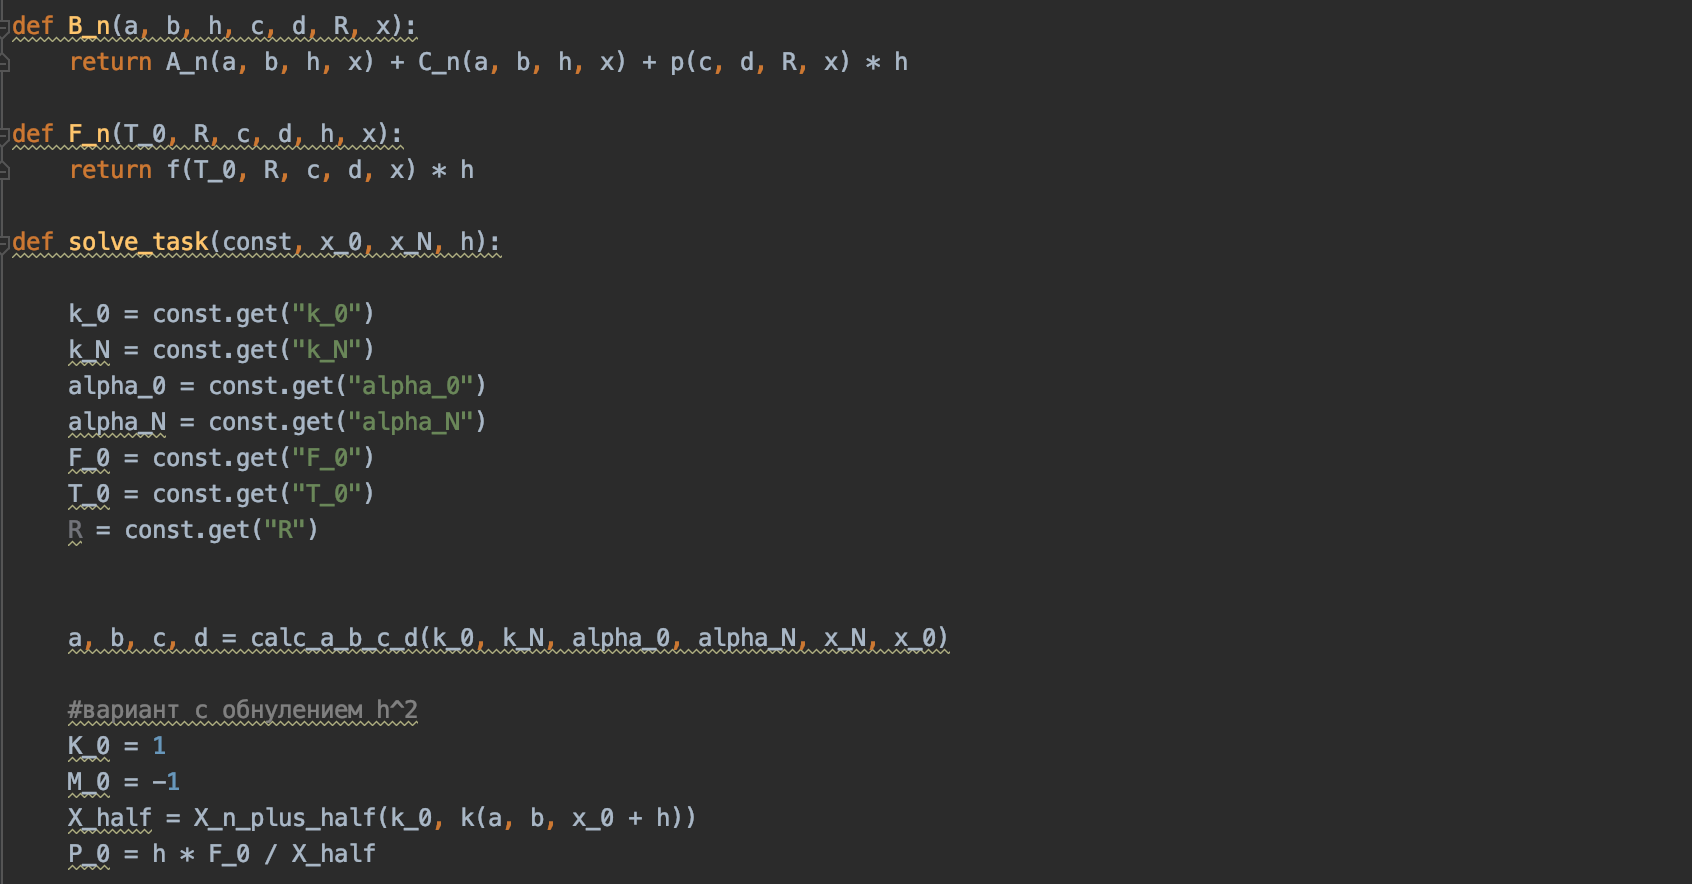 def B_n(a, b, h, c, d, R, x):
    return A_n(a, b, h, x) + C_n(a, b, h, x) + p(c, d, R, x) * h
def F_n(T_0, R, c, d, h, x):
    return f(T_0, R, c, d, x) * h
def solve_task(const, x_0, x_N, h):
    k_0 = const.get("k_0")
    k_N = const.get("k_N")
    alpha_0 = const.get("alpha_0")
    alpha_N = const.get("alpha_N")
    F_0 = const.get("F_0")
    T_0 = const.get("T_0")
    R = const.get("R")
    a, b, c, d = calc_a_b_c_d(k_0, k_N, alpha_0, alpha_N, x_N, x_0)
    #вариант с обнулением h^2
    K_0 = 1
    M_0 = -1
    X_half = X_n_plus_half(k_0, k(a, b, x_0 + h))
    P_0 = h * F_0 / X_half